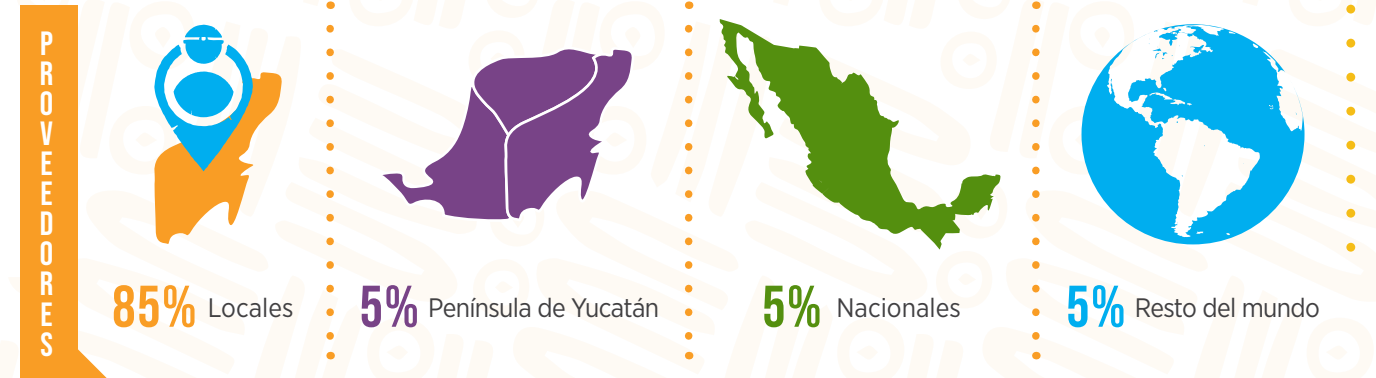 PROVEEDORES
85% Locales
5% Península de Yucatán
5% Nacionales
5% Resto del mundo